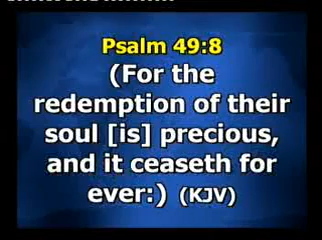 Psalm 49:8
(For the
redemption of their
soul [is] precious,
and it ceaseth for
ever:) (KJV)